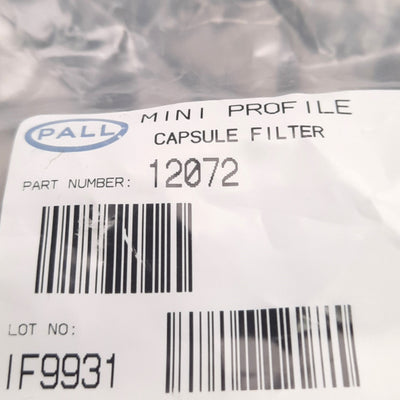 PALL
MINI PROFILE
CAPSULE FILTER
PART NUMBER: 12072
LOT NO:
IF9931